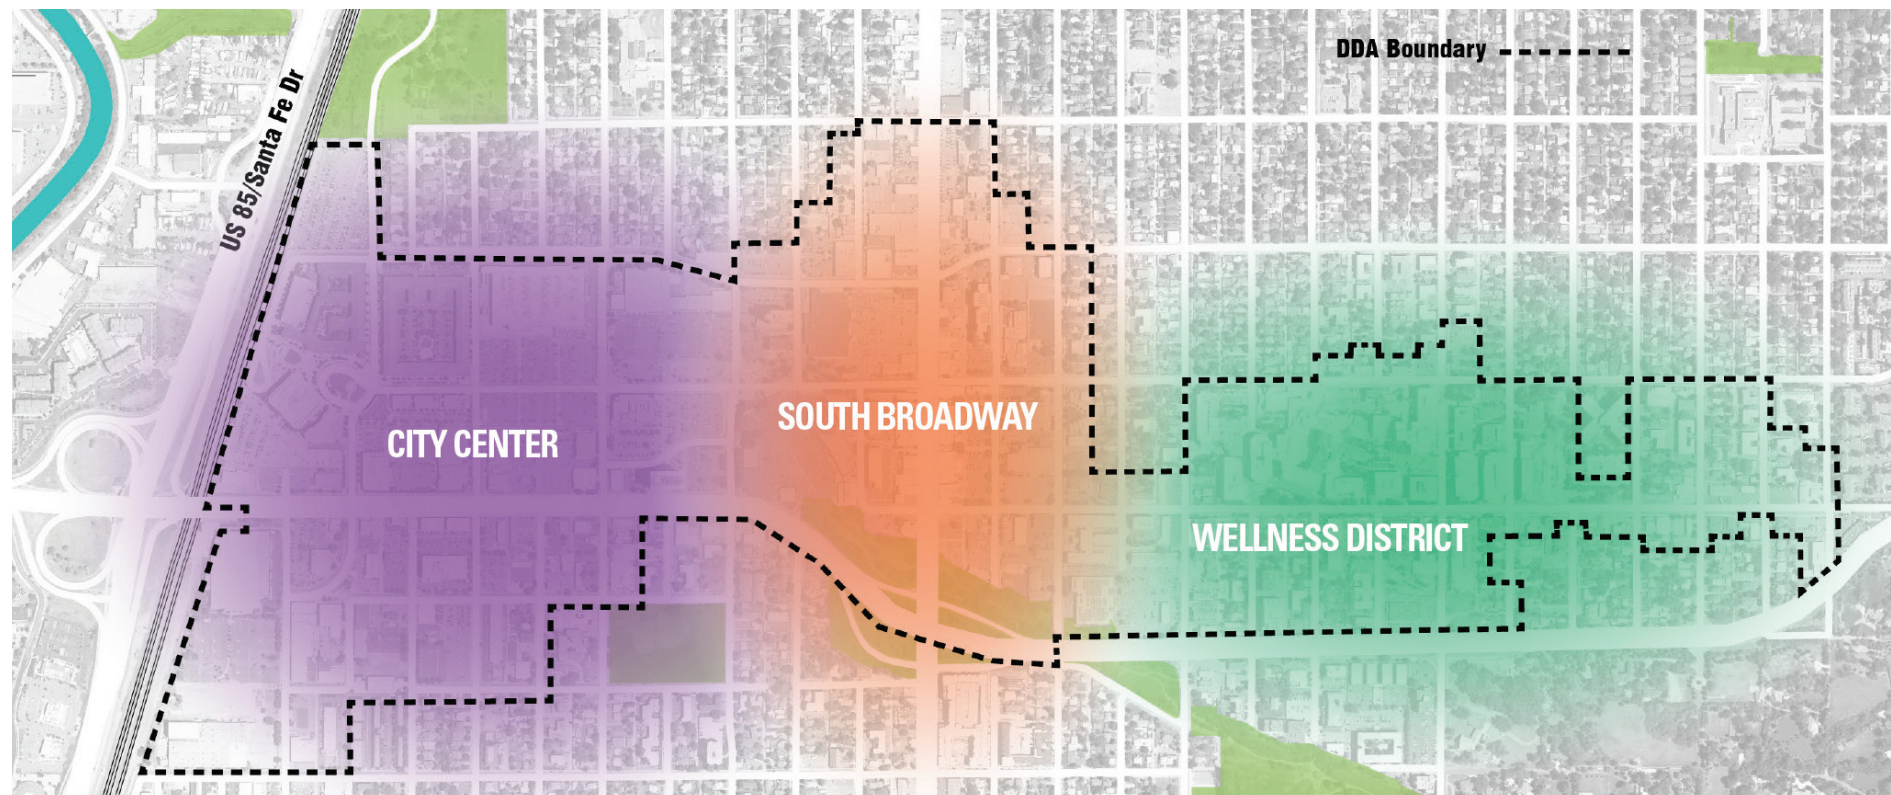 DDA Boundary
US 85/Santa Fe Dr
SOUTH BROADWAY
CITY CENTER
WELLNESS DISTRICT